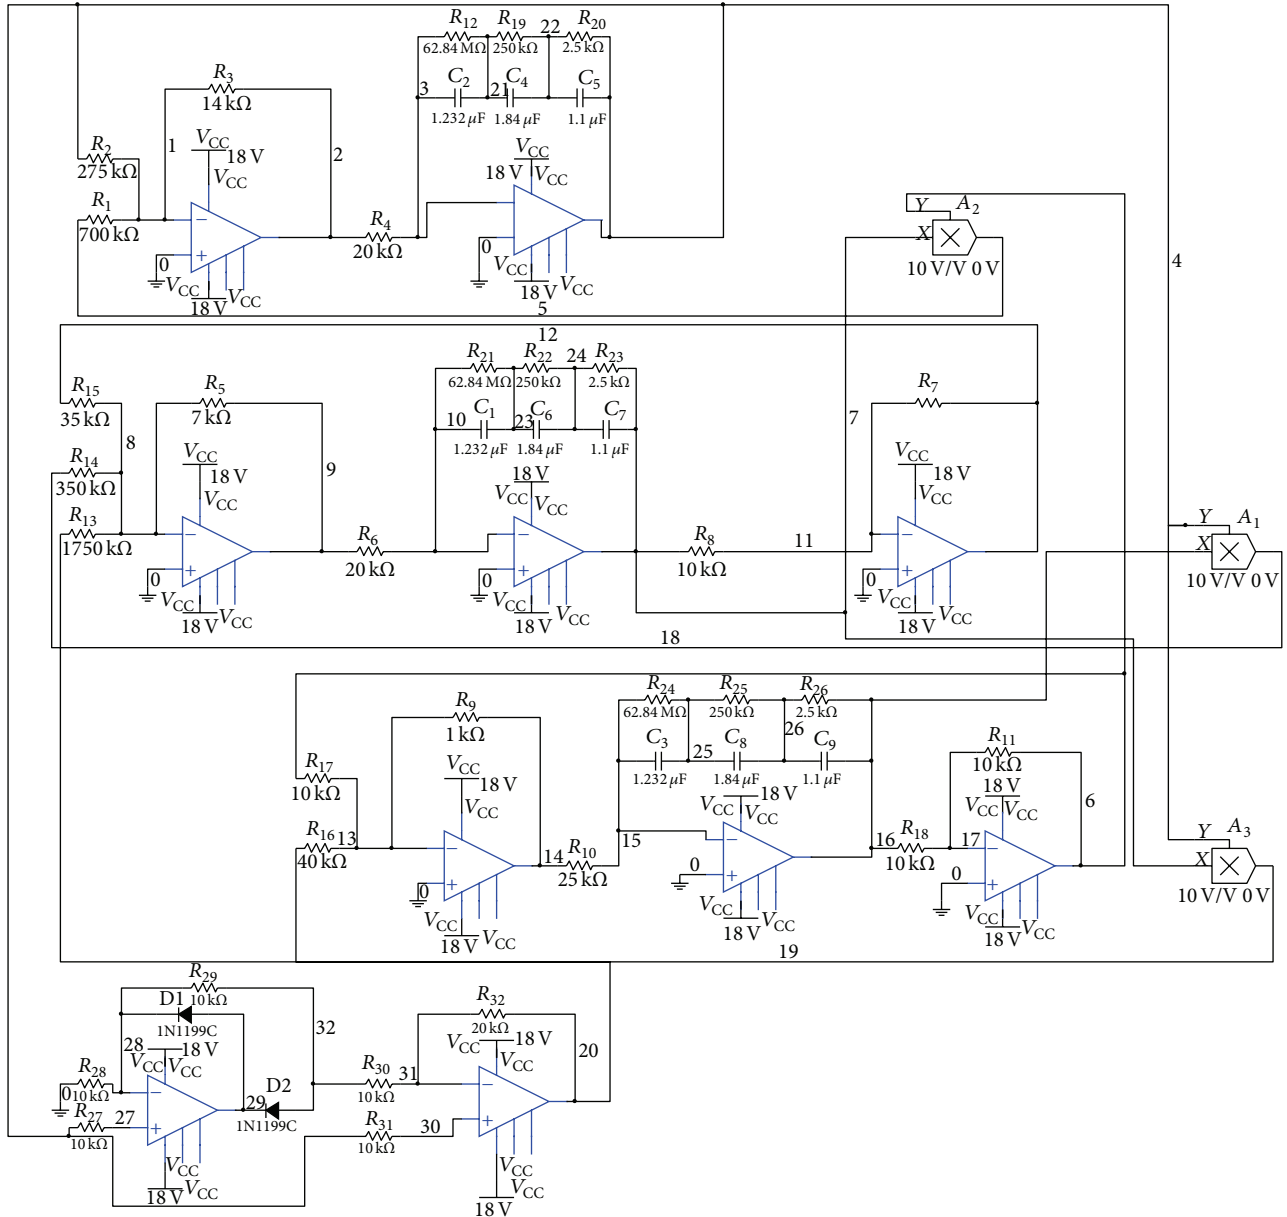 R12 R19 22 R20
62.84 MΩ 250 kΩ 2.5 kΩ
3 C2 21 C4 C5
1.232 μF 1.84 μF 1.1 μF
R3
14 kΩ
1 2
VCC
18 V
VCC
R2
275 kΩ
R1
700 kΩ
−
+
0
VCC
18 V
VCC
R4
20 kΩ
VCC
18 V
VCC
0
VCC
18 V
VCC
5
Y A2
X
10 V/V 0 V
4
12
R21 R22 24 R23
62.84 MΩ 250 kΩ 2.5 kΩ
10 C1 23 C6 C7
1.232 μF 1.84 μF 1.1 μF
R15
35 kΩ
8
R14
350 kΩ
R13
1750 kΩ
R5
7 kΩ
9
VCC
18 V
VCC
−
+
0
VCC
18 V
VCC
R6
20 kΩ
18 V
VCC
VCC
−
+
0
VCC
18 V
VCC
R8
10 kΩ
11
7
R7
VCC
18 V
VCC
−
+
0
VCC
18 V
VCC
Y A1
X
10 V/V 0 V
18
R24 R25 R26
62.84 MΩ 250 kΩ 2.5 kΩ
26
C3 25 C8 C9
1.232 μF 1.84 μF 1.1 μF
R9
1 kΩ
VCC
18 V
VCC
R17
10 kΩ
R16 13
40 kΩ
−
+
0
VCC
18 V
VCC
14 R10
25 kΩ
15
18 V
VCC
VCC
−
+
0
VCC
18 V
VCC
16 R18
10 kΩ
17
R11
10 kΩ
6
18 V
VCC
VCC
−
+
0
VCC
18 V
VCC
Y A3
X
10 V/V 0 V
19
R29
10 kΩ
D1
1N1199C
32
28
18 V
VCC
VCC
R28
0 10 kΩ
R27 27
10 kΩ
−
+
29
D2
1N1199C
VCC
18 V
VCC
R30 31
10 kΩ
R31 30
10 kΩ
R32
20 kΩ
20
18 V
VCC
VCC
−
+
VCC
VCC
18 V